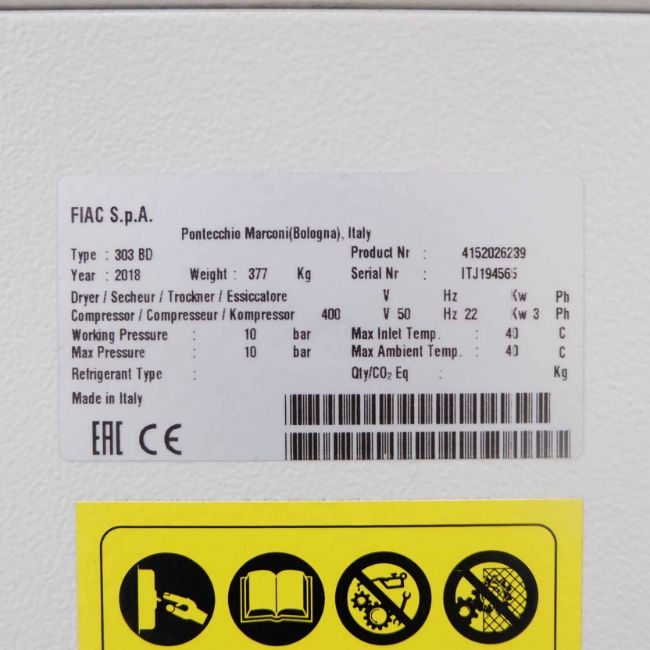 FIAC S.p.A.
Pontecchio Marconi(Bologna), Italy
Type : 303 BD Product Nr : 4152026239
Year : 2018 Weight : 377 Kg Serial Nr : ITJ194565
Dryer / Secheur / Trockner / Essiccatore V Hz Kw Ph
Compressor / Compresseur / Kompressor 400 V 50 Hz 22 Kw 3 Ph
Working Pressure : 10 bar Max Inlet Temp. : 40 C
Max Pressure : 10 bar Max Ambient Temp. : 40 C
Refrigerant Type : Qty/CO₂ Eq : Kg
Made in Italy
EAC CE